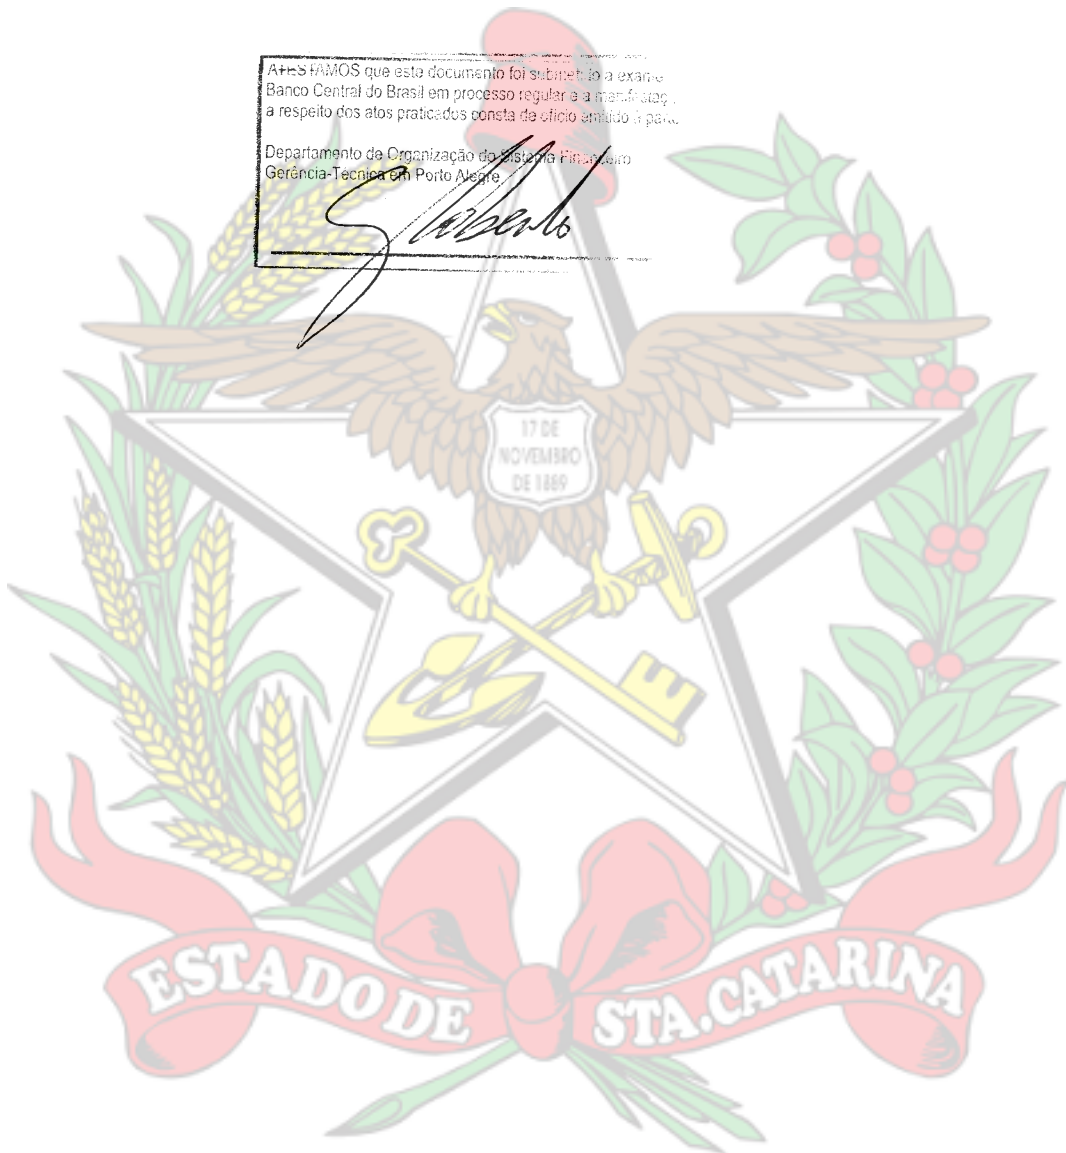 ATESTAMOS que este documento foi submetido a exame
Banco Central do Brasil em processo regular e a manifestaç
a respeito dos atos praticados consta de ofício emitido à parte.
Departamento de Organização do Sistema Financeiro
Gerência-Técnica em Porto Alegre
17 DE
NOVEMBRO
DE 1889
ESTADO DE STA.CATARINA